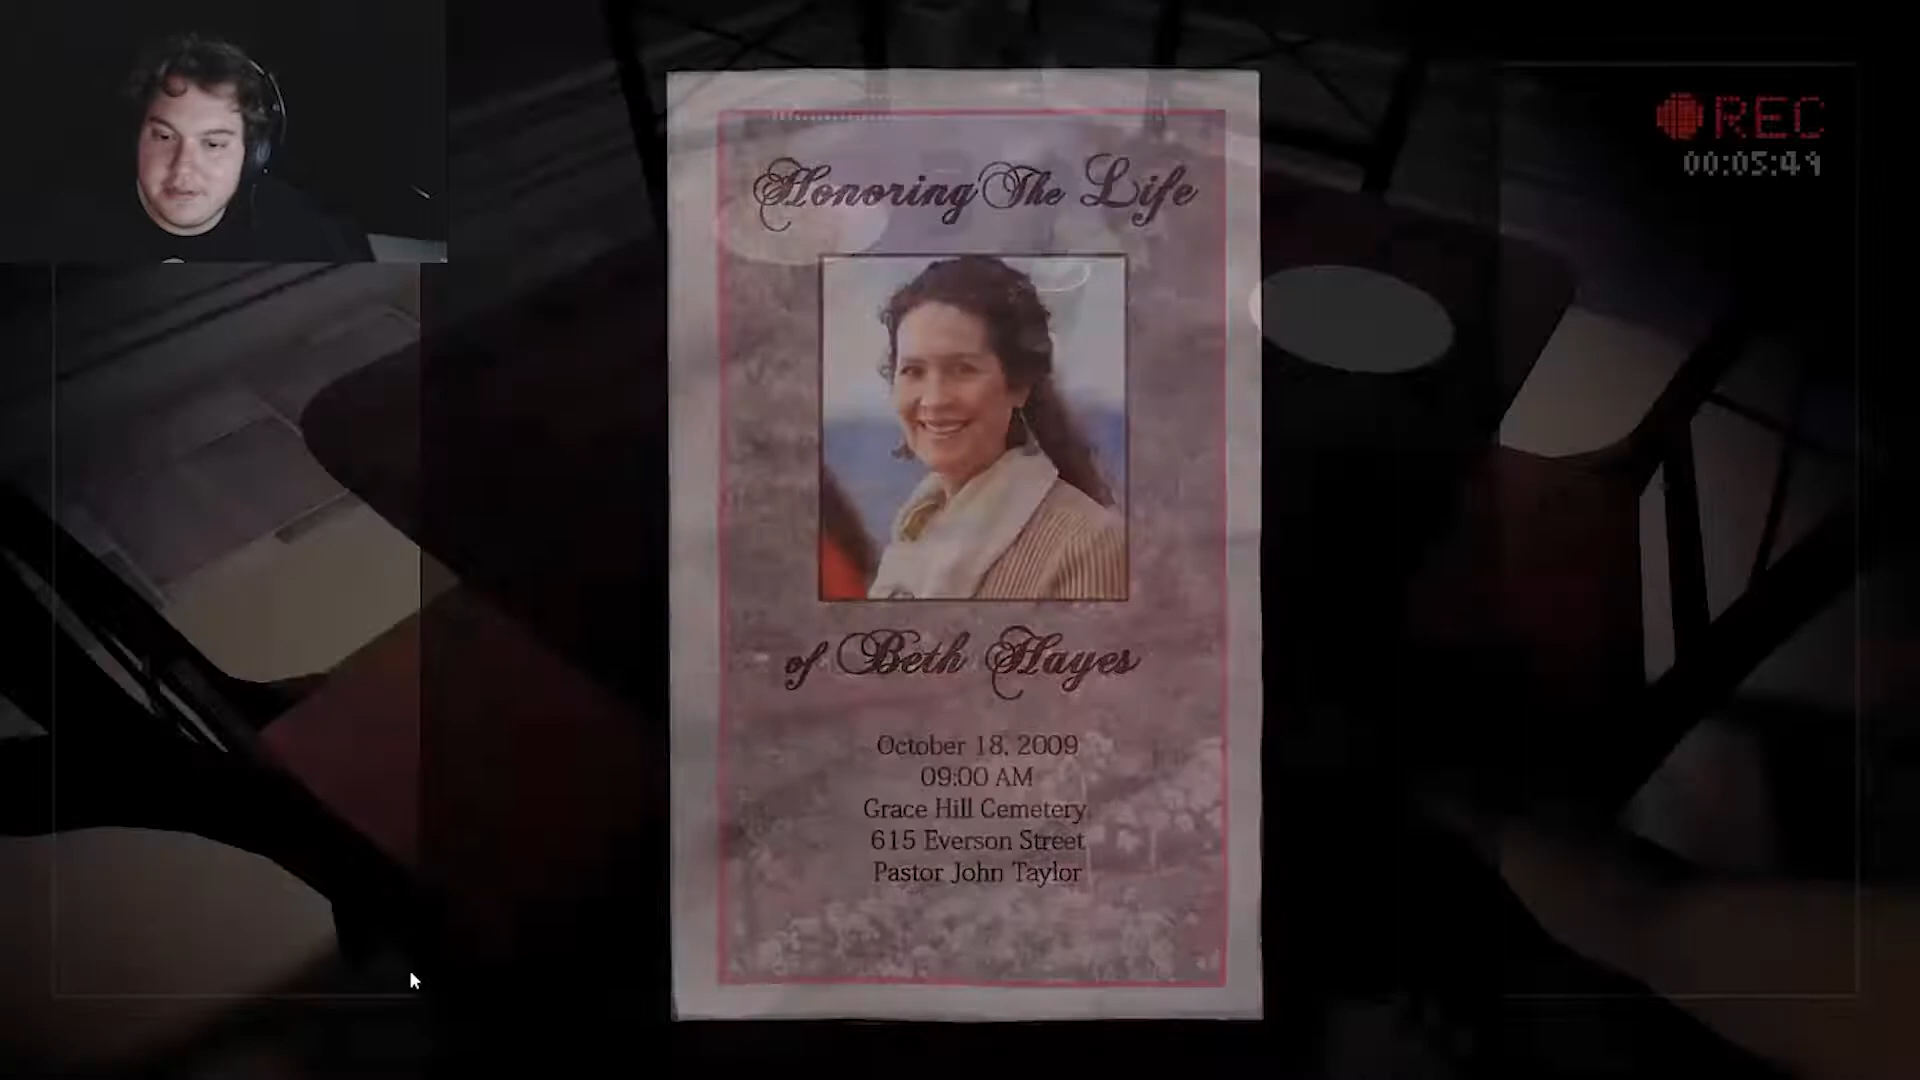 REC
00:05:49
Honoring The Life
of Beth Hayes
October 18, 2009
09:00 AM
Grace Hill Cemetery
615 Everson Street
Pastor John Taylor